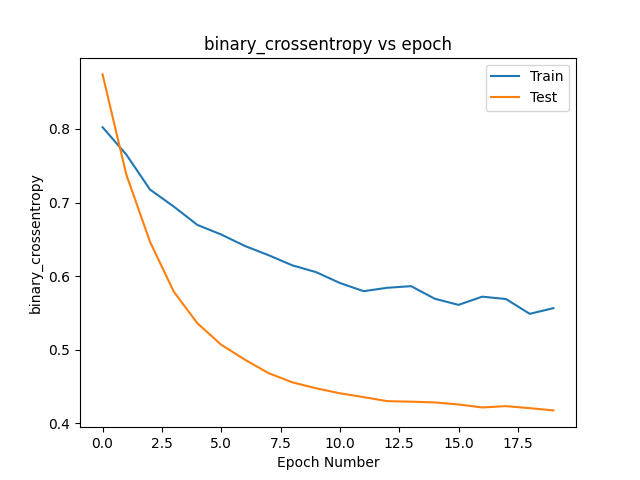 binary_crossentropy vs epoch
Train
Test
binary_crossentropy
0.8
0.7
0.6
0.5
0.4
0.0 2.5 5.0 7.5 10.0 12.5 15.0 17.5
Epoch Number